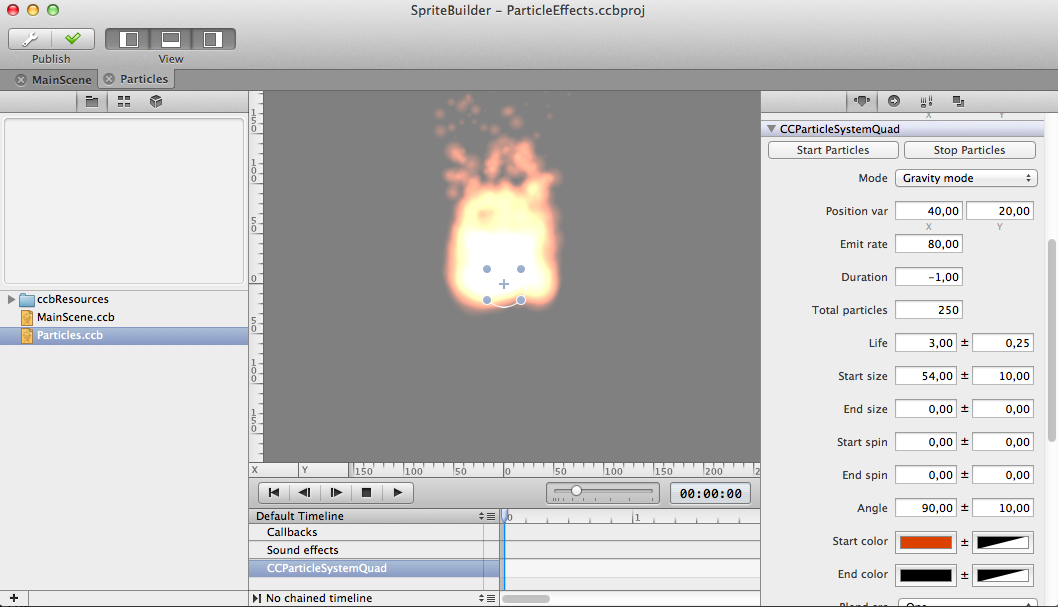 SpriteBuilder – ParticleEffects.ccbproj
Publish
View
MainScene
Particles
ccbResources
MainScene.ccb
Particles.ccb
150
100
50
0
50
100
150
X Y
150 100 50 0 50 100 150 200 2
00:00:00
Default Timeline
0 1
Callbacks
Sound effects
CCParticleSystemQuad
No chained timeline
X Y
CCParticleSystemQuad
Start Particles Stop Particles
Mode Gravity mode
Position var 40,00 20,00
X Y
Emit rate 80,00
Duration -1,00
Total particles 250
Life 3,00 ± 0,25
Start size 54,00 ± 10,00
End size 0,00 ± 0,00
Start spin 0,00 ± 0,00
End spin 0,00 ± 0,00
Angle 90,00 ± 10,00
Start color ±
End color ±